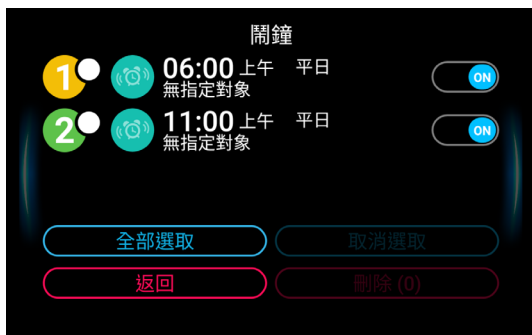 鬧鐘
1 06:00 上午 平日 ON
無指定對象
2 11:00 上午 平日 ON
無指定對象
全部選取 取消選取
返回 刪除 (0)